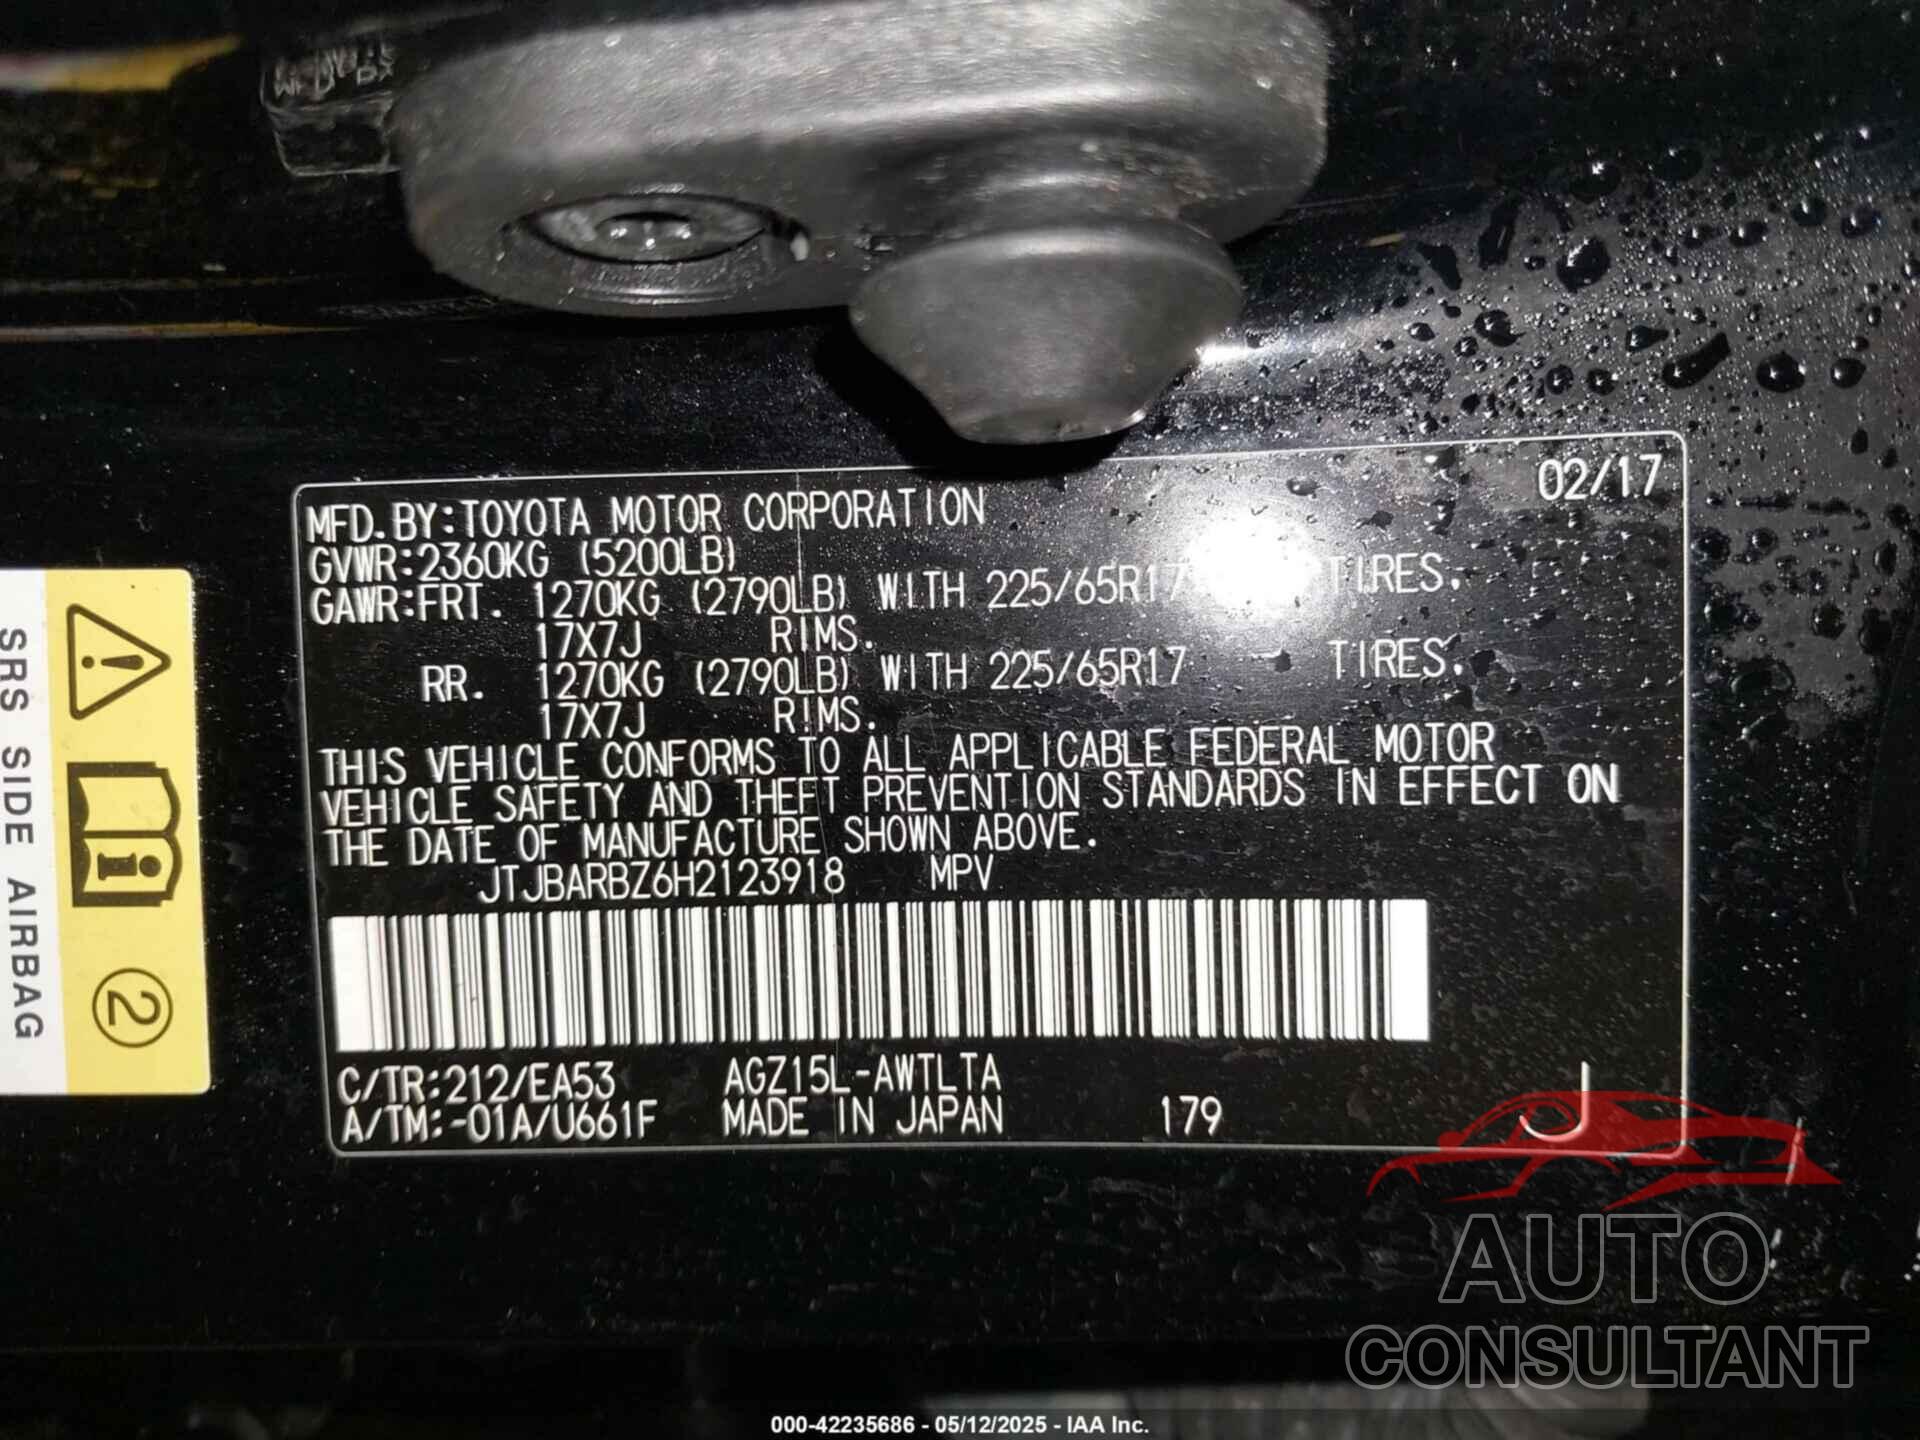 02/17
MFD.BY:TOYOTA MOTOR CORPORATION
GVWR:2360KG (5200LB)
GAWR:FRT. 1270KG (2790LB) WITH 225/65R17 TIRES.
17X7J RIMS.
RR. 1270KG (2790LB) WITH 225/65R17 TIRES.
17X7J RIMS.
THIS VEHICLE CONFORMS TO ALL APPLICABLE FEDERAL MOTOR
VEHICLE SAFETY AND THEFT PREVENTION STANDARDS IN EFFECT ON
THE DATE OF MANUFACTURE SHOWN ABOVE.
JTJBARBZ6H2123918 MPV
C/TR:212/EA53 AGZ15L-AWTLTA
A/TM:-01A/U661F MADE IN JAPAN 179 J
SRS SIDE AIRBAG
2
AUTO
CONSULTANT
000-42235686 - 05/12/2025 - IAA Inc.